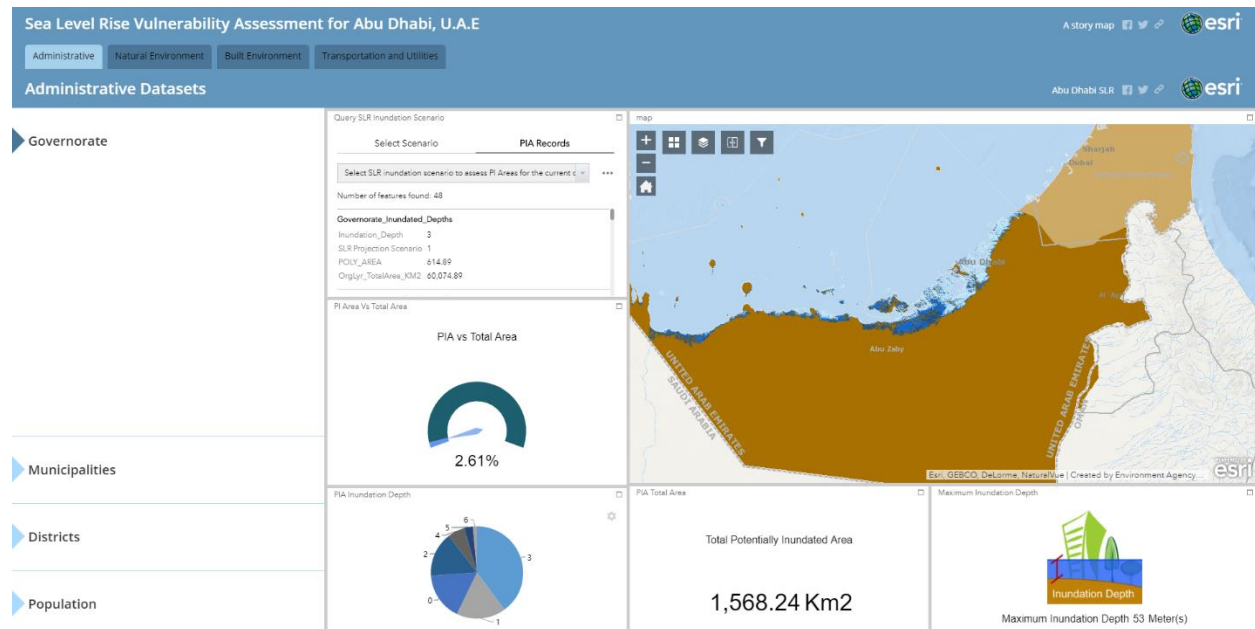 Sea Level Rise Vulnerability Assessment for Abu Dhabi, U.A.E
A story map
esri
Administrative
Natural Environment
Built Environment
Transportation and Utilities
Administrative Datasets
Abu Dhabi SLR
esri
Governorate
Municipalities
Districts
Population
Query SLR Inundation Scenario
Select Scenario
PIA Records
Select SLR inundation scenario to assess PI Areas for the current c
Number of features found: 48
Governorate_Inundated_Depths
Inundation_Depth 3
SLR Projection Scenario 1
POLY_AREA 614.89
OrgLyr_TotalArea_KM2 60,074.89
PI Area Vs Total Area
PIA vs Total Area
2.61%
PIA Inundation Depth
6
5
4
2
3
0
1
map
Sharjah
Dubai
Abu Dhabi
Abu Zaby
UNITED ARAB EMIRATES
SAUDI ARABIA
UNITED ARAB EMIRATES
OMAN
Esri, GEBCO, DeLorme, NaturalVue | Created by Environment Agency...
esri
PIA Total Area
Total Potentially Inundated Area
1,568.24 Km2
Maximum Inundation Depth
Inundation Depth
Maximum Inundation Depth 53 Meter(s)